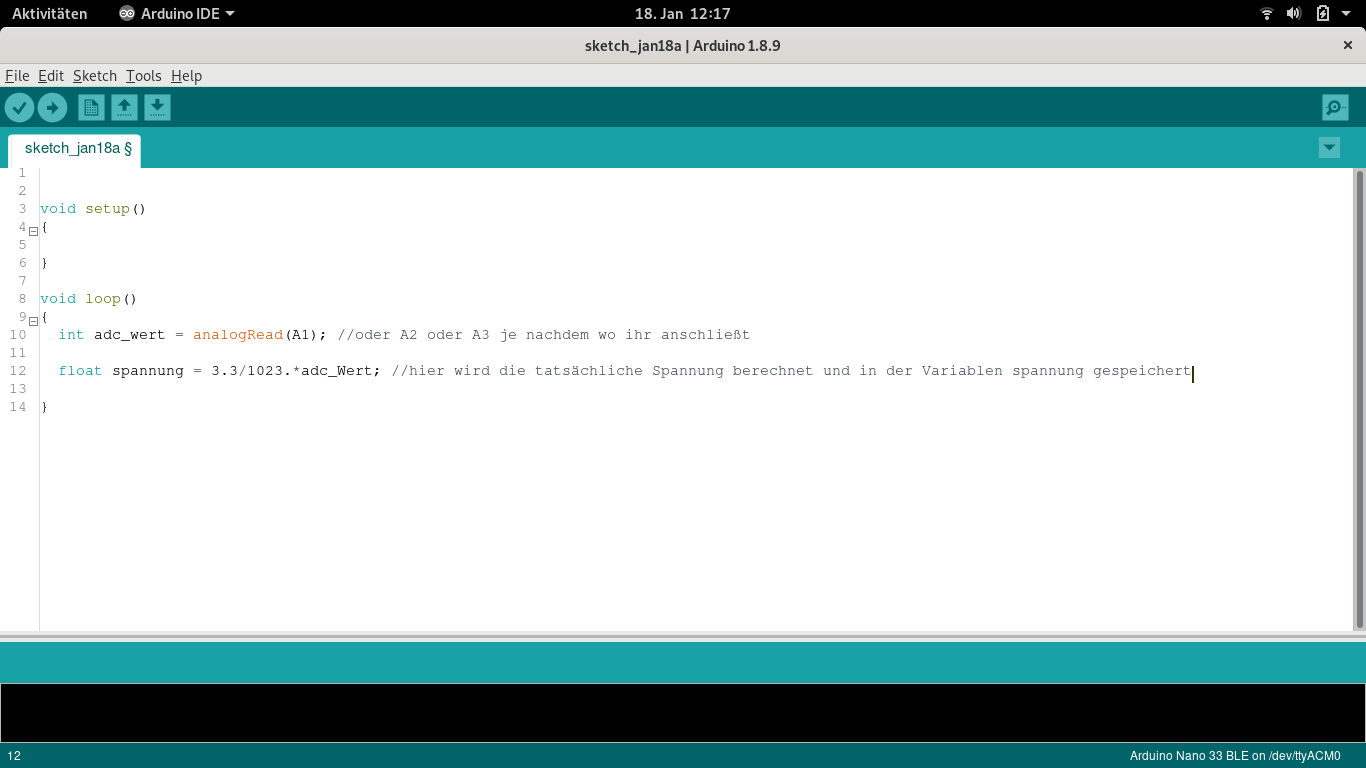 Aktivitäten Arduino IDE 18. Jan 12:17
sketch_jan18a | Arduino 1.8.9 ×
File Edit Sketch Tools Help
sketch_jan18a §
1
2
3 void setup()
4 {
5
6 }
7
8 void loop()
9 {
10 int adc_wert = analogRead(A1); //oder A2 oder A3 je nachdem wo ihr anschließt
11
12 float spannung = 3.3/1023.*adc_Wert; //hier wird die tatsächliche Spannung berechnet und in der Variablen spannung gespeichert
13
14 }
12 Arduino Nano 33 BLE on /dev/ttyACM0